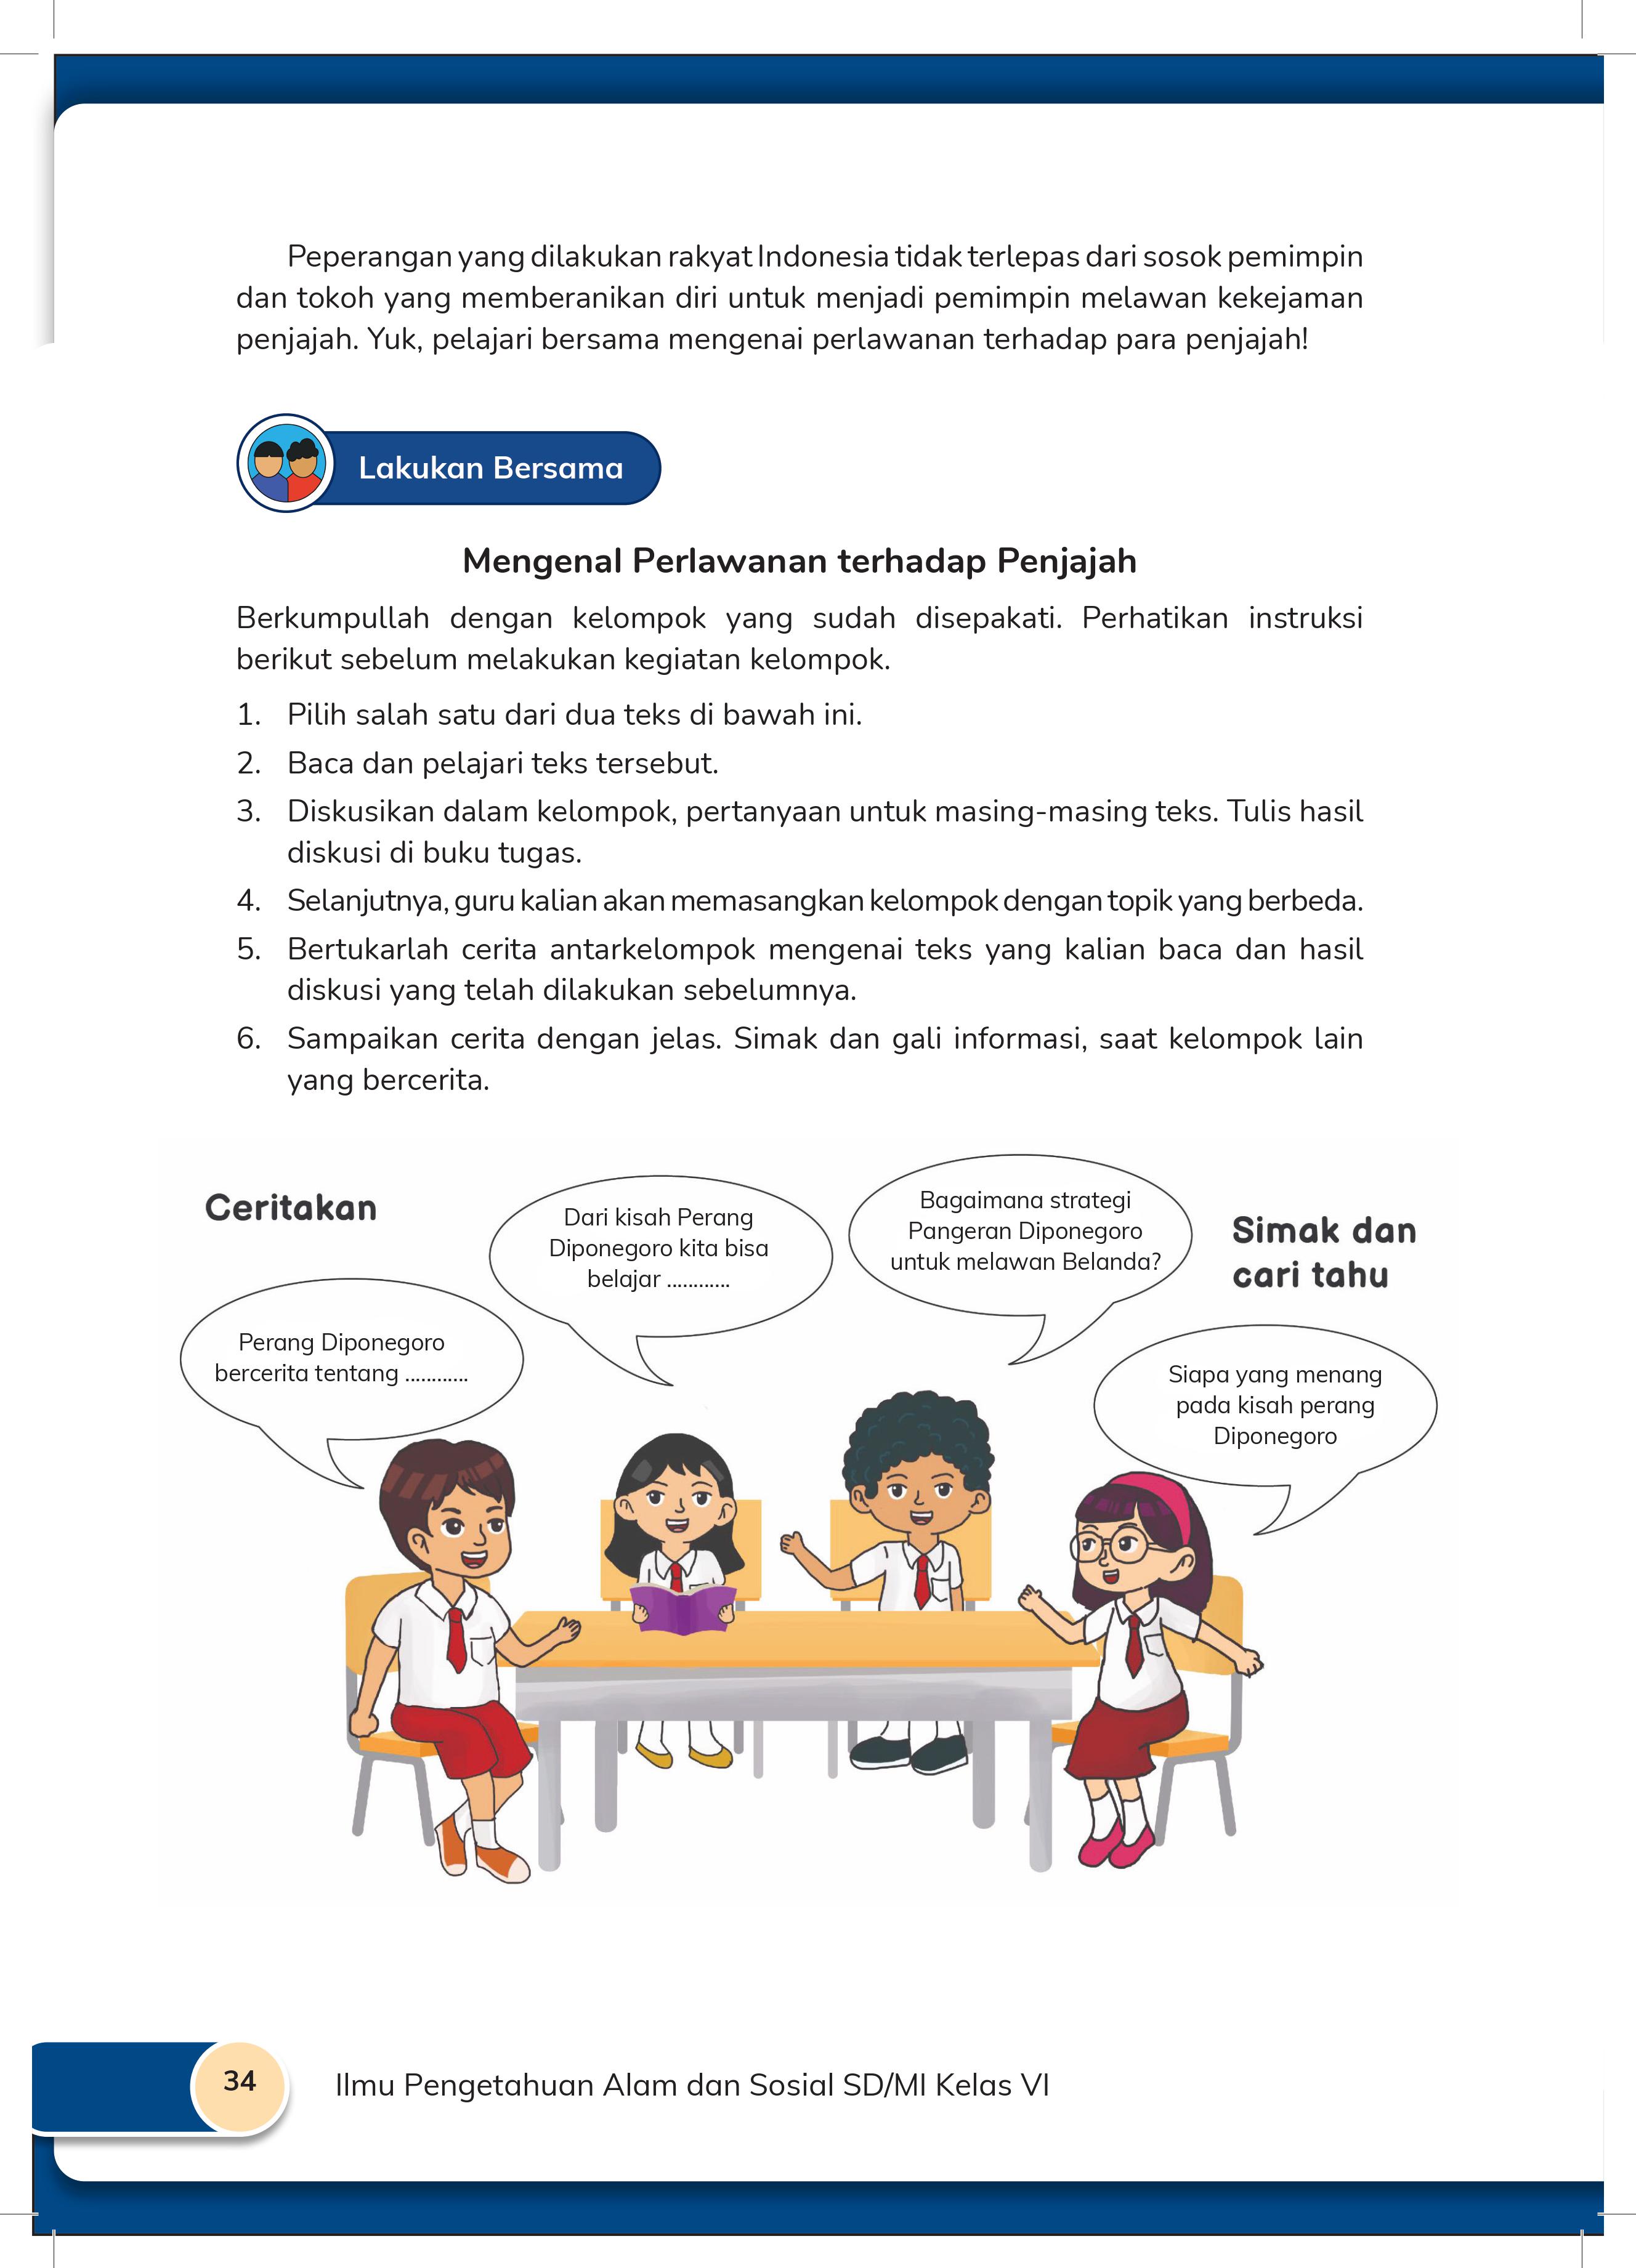 Peperangan yang dilakukan rakyat Indonesia tidak terlepas dari sosok pemimpin
dan tokoh yang memberanikan diri untuk menjadi pemimpin melawan kekejaman
penjajah. Yuk, pelajari bersama mengenai perlawanan terhadap para penjajah!
Lakukan Bersama
Mengenal Perlawanan terhadap Penjajah
Berkumpullah dengan kelompok yang sudah disepakati. Perhatikan instruksi
berikut sebelum melakukan kegiatan kelompok.
1. Pilih salah satu dari dua teks di bawah ini.
2. Baca dan pelajari teks tersebut.
3. Diskusikan dalam kelompok, pertanyaan untuk masing-masing teks. Tulis hasil
diskusi di buku tugas.
4. Selanjutnya, guru kalian akan memasangkan kelompok dengan topik yang berbeda.
5. Bertukarlah cerita antarkelompok mengenai teks yang kalian baca dan hasil
diskusi yang telah dilakukan sebelumnya.
6. Sampaikan cerita dengan jelas. Simak dan gali informasi, saat kelompok lain
yang bercerita.
Ceritakan
Perang Diponegoro
bercerita tentang ............
Dari kisah Perang
Diponegoro kita bisa
belajar ............
Bagaimana strategi
Pangeran Diponegoro
untuk melawan Belanda?
Simak dan
cari tahu
Siapa yang menang
pada kisah perang
Diponegoro
34
Ilmu Pengetahuan Alam dan Sosial SD/MI Kelas VI